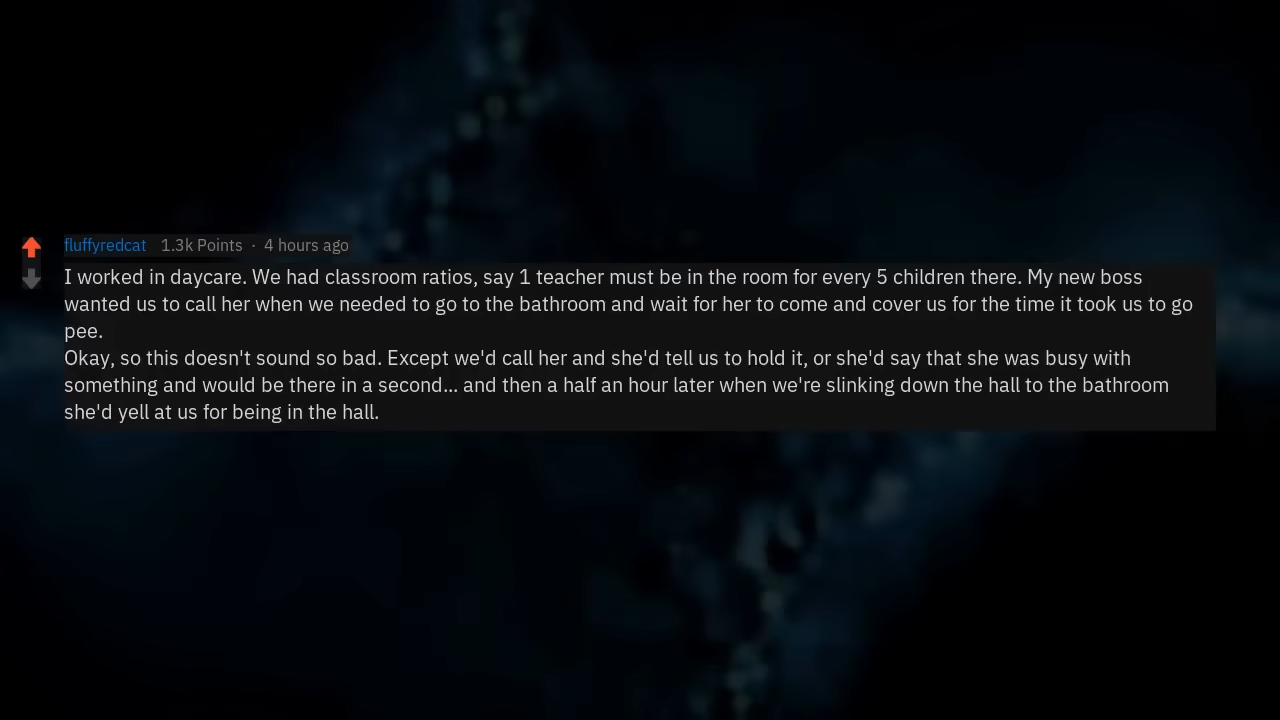 fluffyredcat 1.3k Points · 4 hours ago
I worked in daycare. We had classroom ratios, say 1 teacher must be in the room for every 5 children there. My new boss
wanted us to call her when we needed to go to the bathroom and wait for her to come and cover us for the time it took us to go
pee.
Okay, so this doesn't sound so bad. Except we'd call her and she'd tell us to hold it, or she'd say that she was busy with
something and would be there in a second... and then a half an hour later when we're slinking down the hall to the bathroom
she'd yell at us for being in the hall.